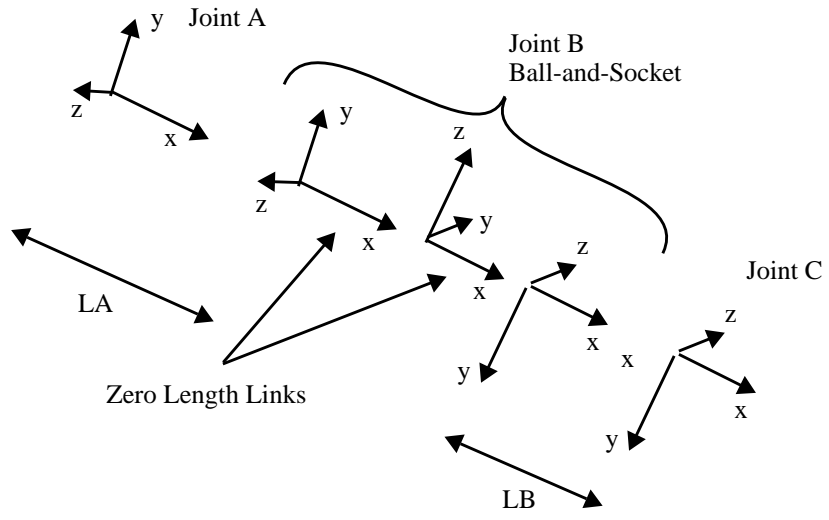 y
Joint A
z
x
Joint B
Ball-and-Socket
y
z
z
x
y
x
z
Joint C
LA
x
x
z
y
x
y
Zero Length Links
LB